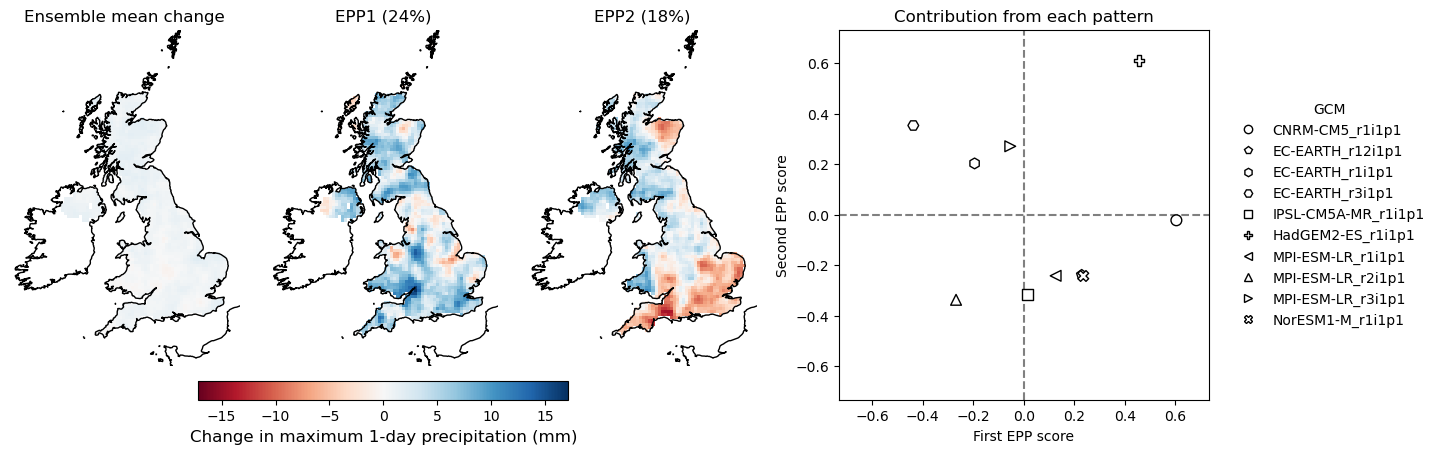 Ensemble mean change
EPP1 (24%)
EPP2 (18%)
Contribution from each pattern
−15 −10 −5 0 5 10 15
Change in maximum 1-day precipitation (mm)
Second EPP score
0.6
0.4
0.2
0.0
−0.2
−0.4
−0.6
−0.6 −0.4 −0.2 0.0 0.2 0.4 0.6
First EPP score
GCM
CNRM-CM5_r1i1p1
EC-EARTH_r12i1p1
EC-EARTH_r1i1p1
EC-EARTH_r3i1p1
IPSL-CM5A-MR_r1i1p1
HadGEM2-ES_r1i1p1
MPI-ESM-LR_r1i1p1
MPI-ESM-LR_r2i1p1
MPI-ESM-LR_r3i1p1
NorESM1-M_r1i1p1